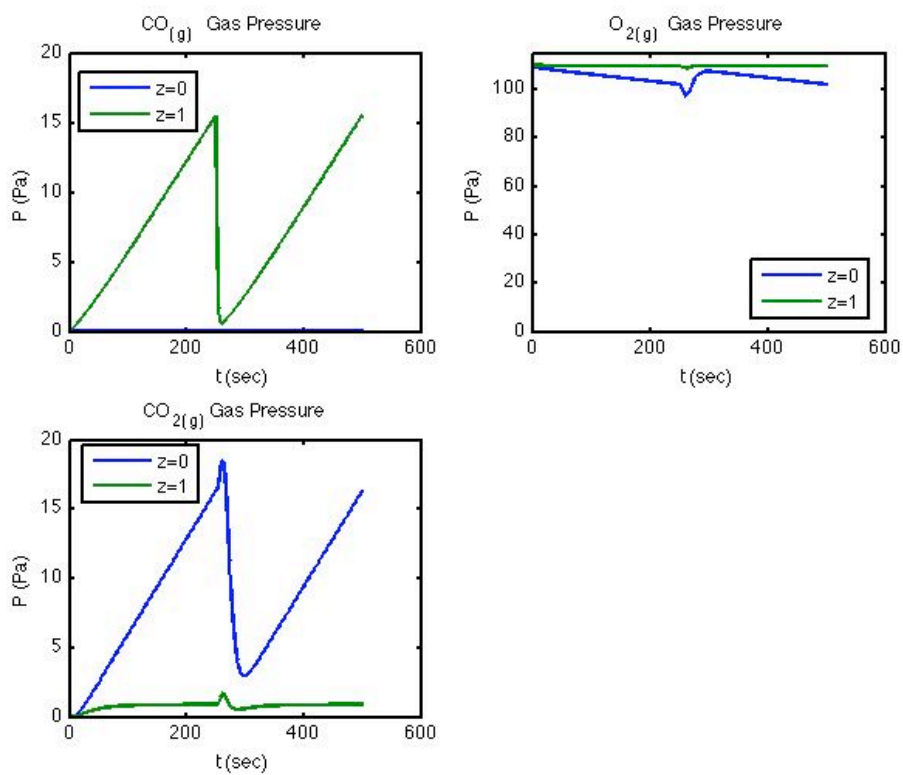 CO(g) Gas Pressure
20
15
10
5
0
P (Pa)
z=0
z=1
0 200 400 600
t (sec)
O2(g) Gas Pressure
100
80
60
40
20
0
P (Pa)
z=0
z=1
0 200 400 600
t (sec)
CO2(g) Gas Pressure
20
15
10
5
0
P (Pa)
z=0
z=1
0 200 400 600
t (sec)